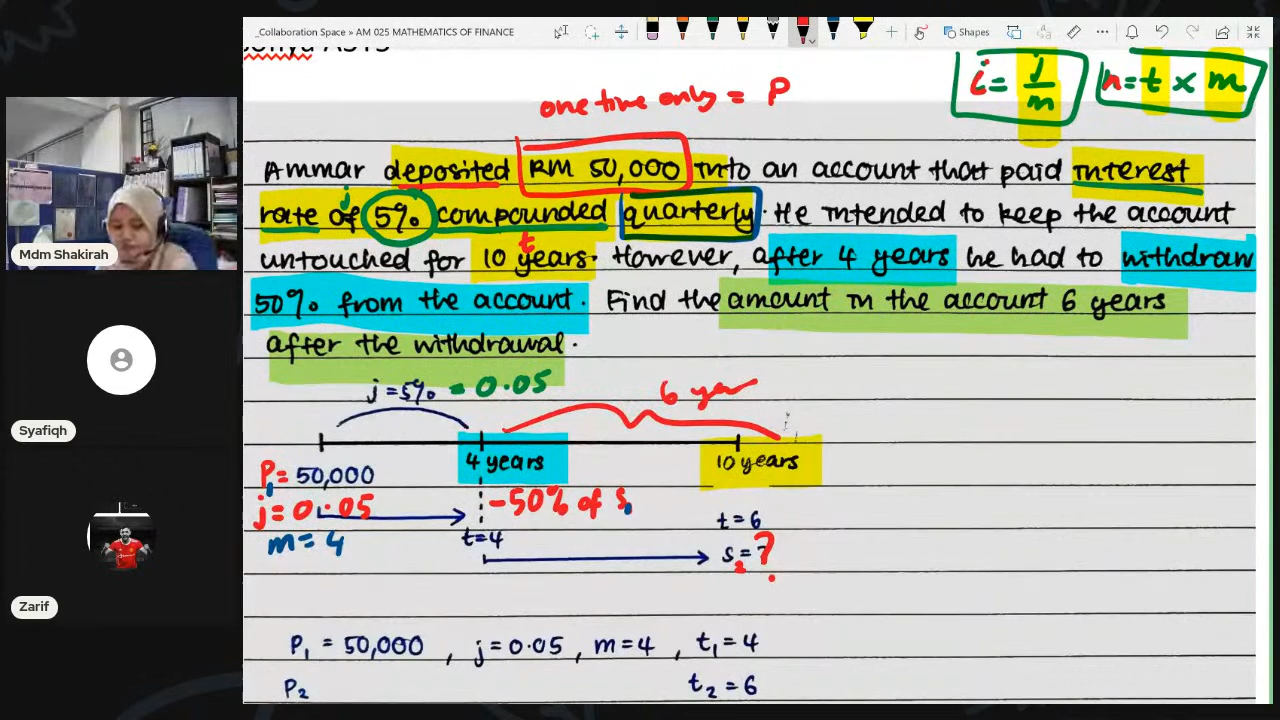 _Collaboration Space » AM 025 MATHEMATICS OF FINANCE
Shapes
i = j/m
n = t × m
one time only = P
Ammar deposited RM 50,000 into an account that paid interest
j
rate of 5% compounded quarterly. He intended to keep the account
t
untouched for 10 years. However, after 4 years he had to withdraw
50% from the account. Find the amount in the account 6 years
after the withdrawal.
j = 5% = 0.05
6 year
4 years
10 years
P1 = 50,000
j = 0.05
- 50% of S1
m = 4
t = 4
t = 6
S2 = ?
P1 = 50,000 , j = 0.05 , m = 4 , t1 = 4
P2 t2 = 6
Mdm Shakirah
Syafiqh
Zarif